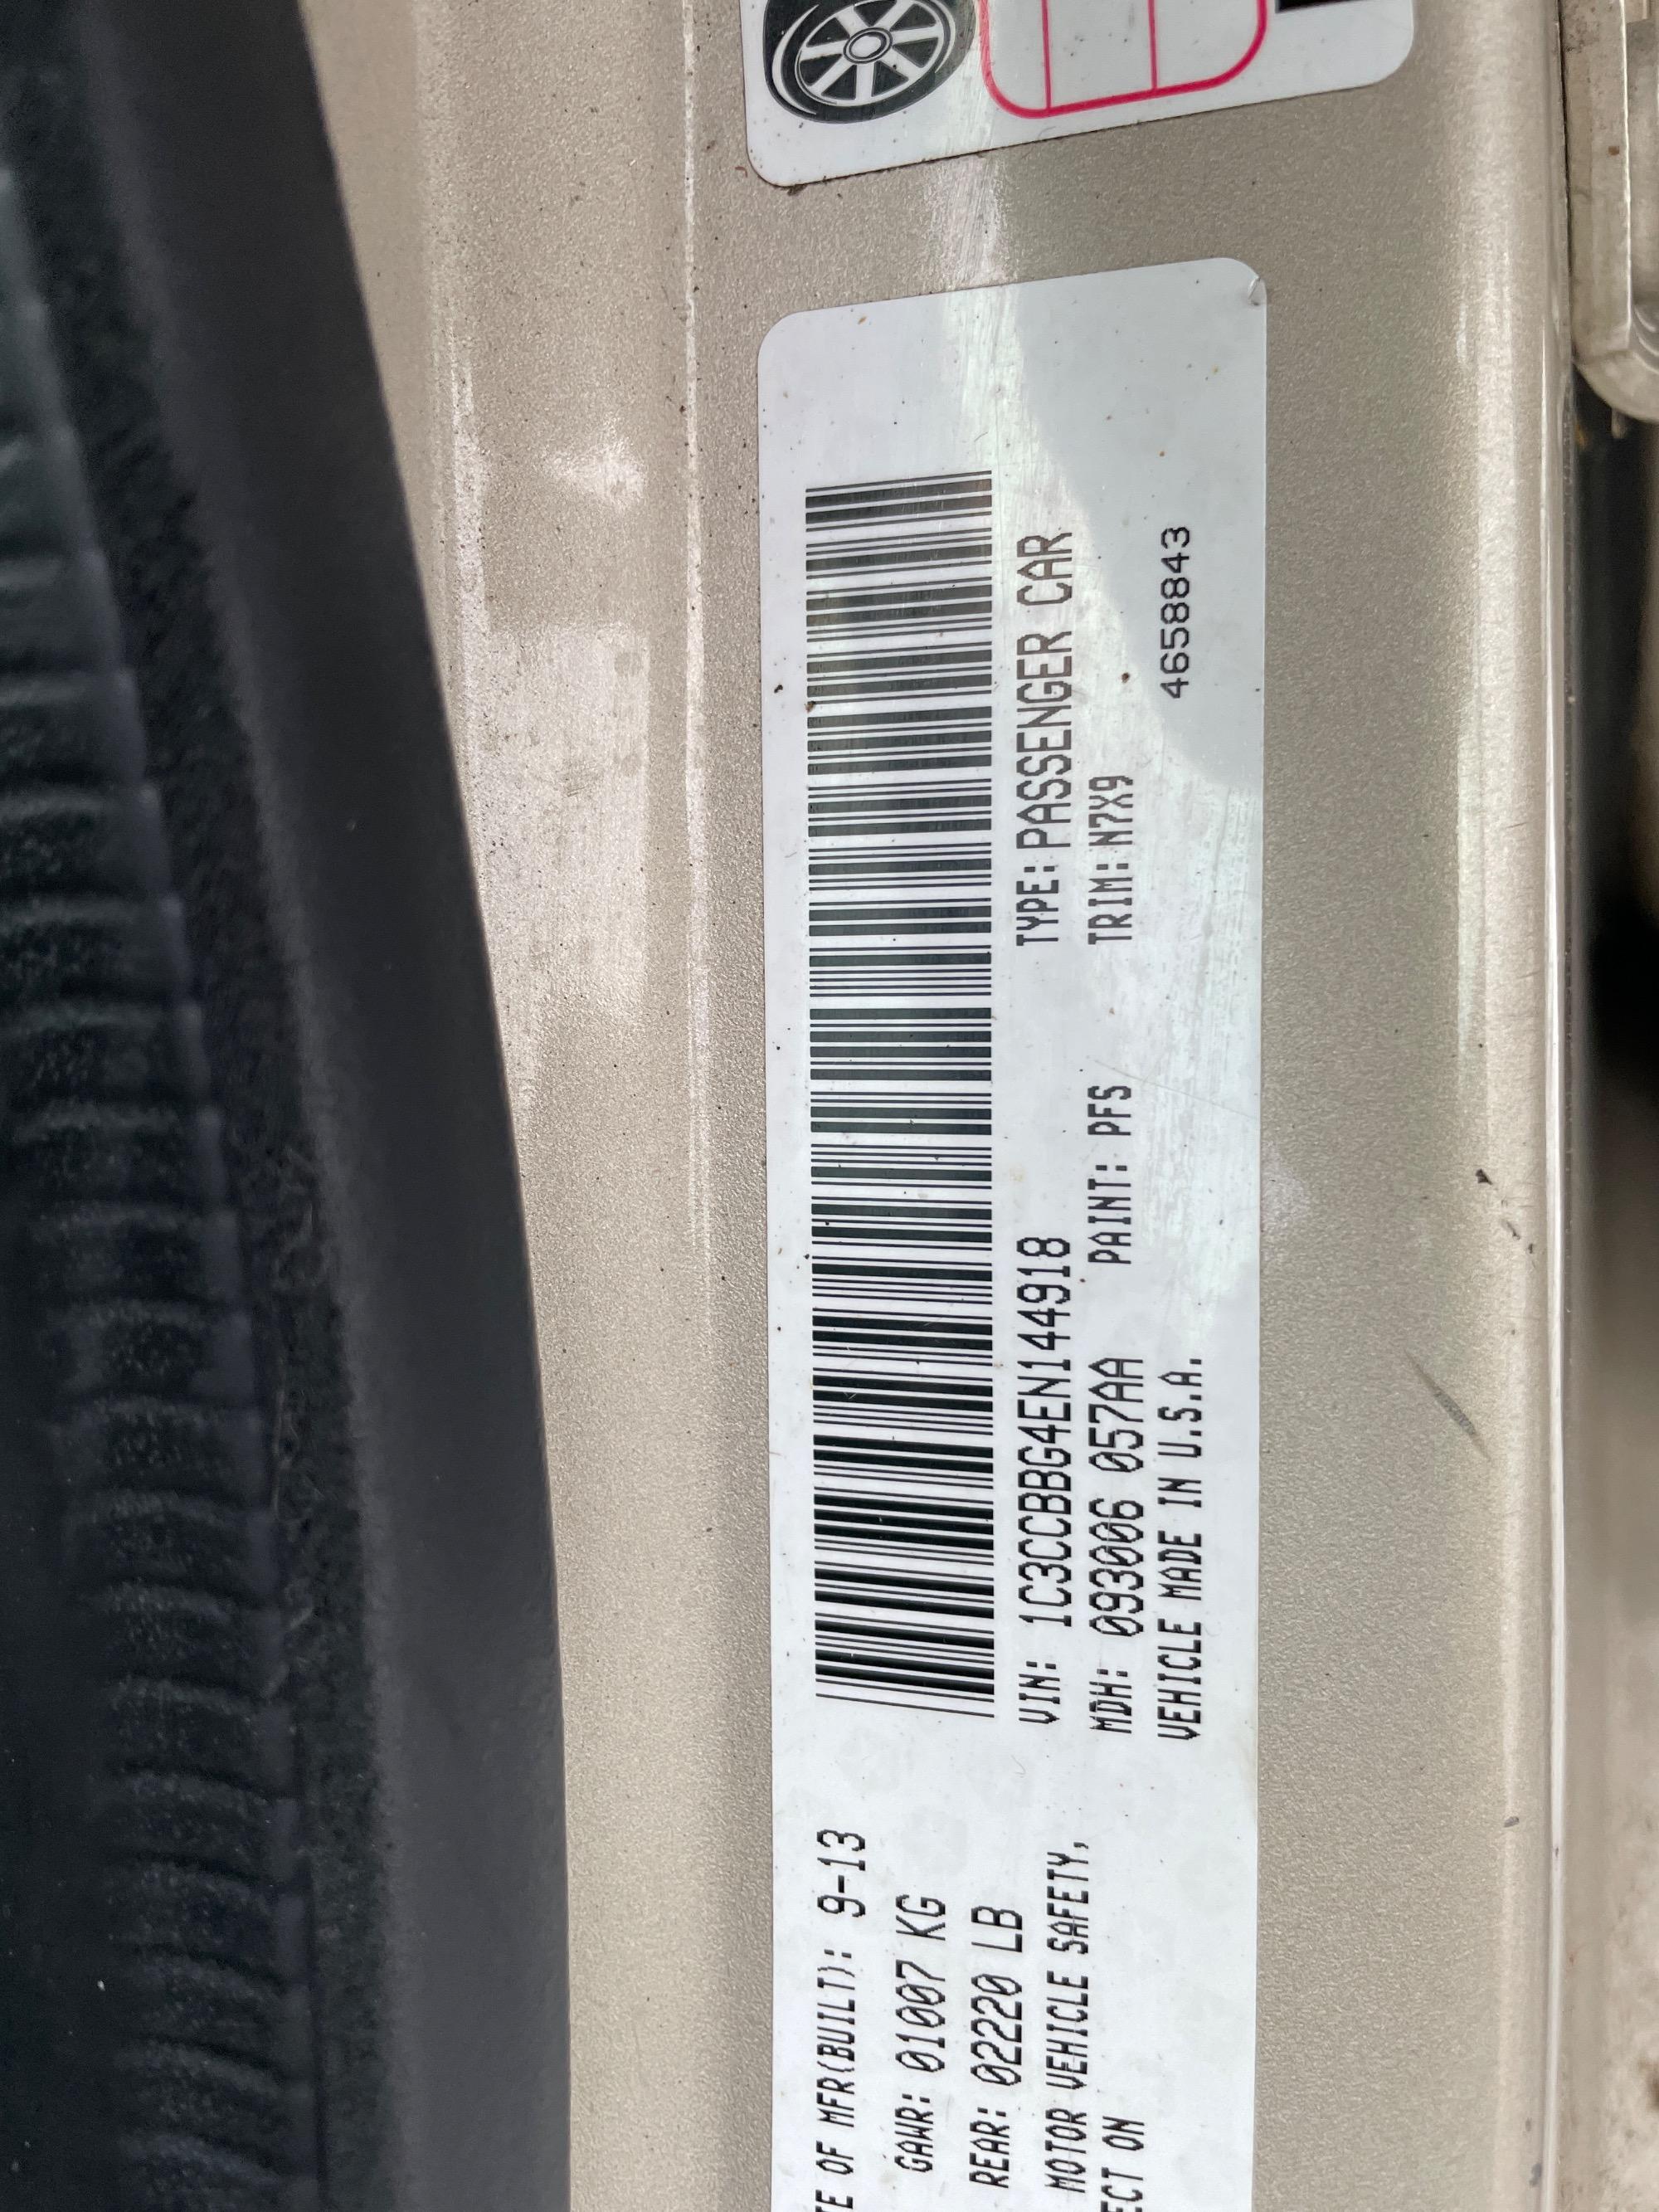 TE OF MFR(BUILT): 9-13
GAWR: 01007 KG
REAR: 02220 LB
MOTOR VEHICLE SAFETY,
ECT ON
VIN: 1C3CCBBG4EN144918
TYPE: PASSENGER CAR
MDH: 093006 057AA
PAINT: PFS
TRIM: N7X9
VEHICLE MADE IN U.S.A.
4658843